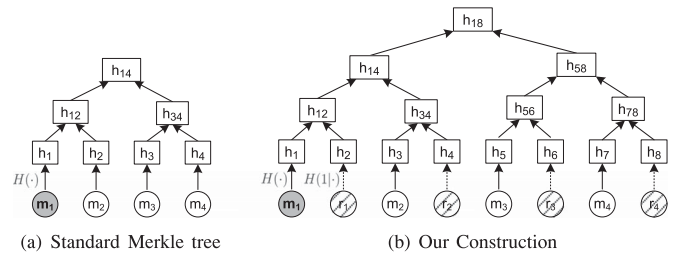 h18
h14 h14 h58
h12 h34 h12 h34 h56 h78
h1 h2 h3 h4 h1 h2 h3 h4 h5 h6 h7 h8
H(·) H(·) H(1|·)
m1 m2 m3 m4 m1 r1 m2 r2 m3 r3 m4 r4
(a) Standard Merkle tree (b) Our Construction